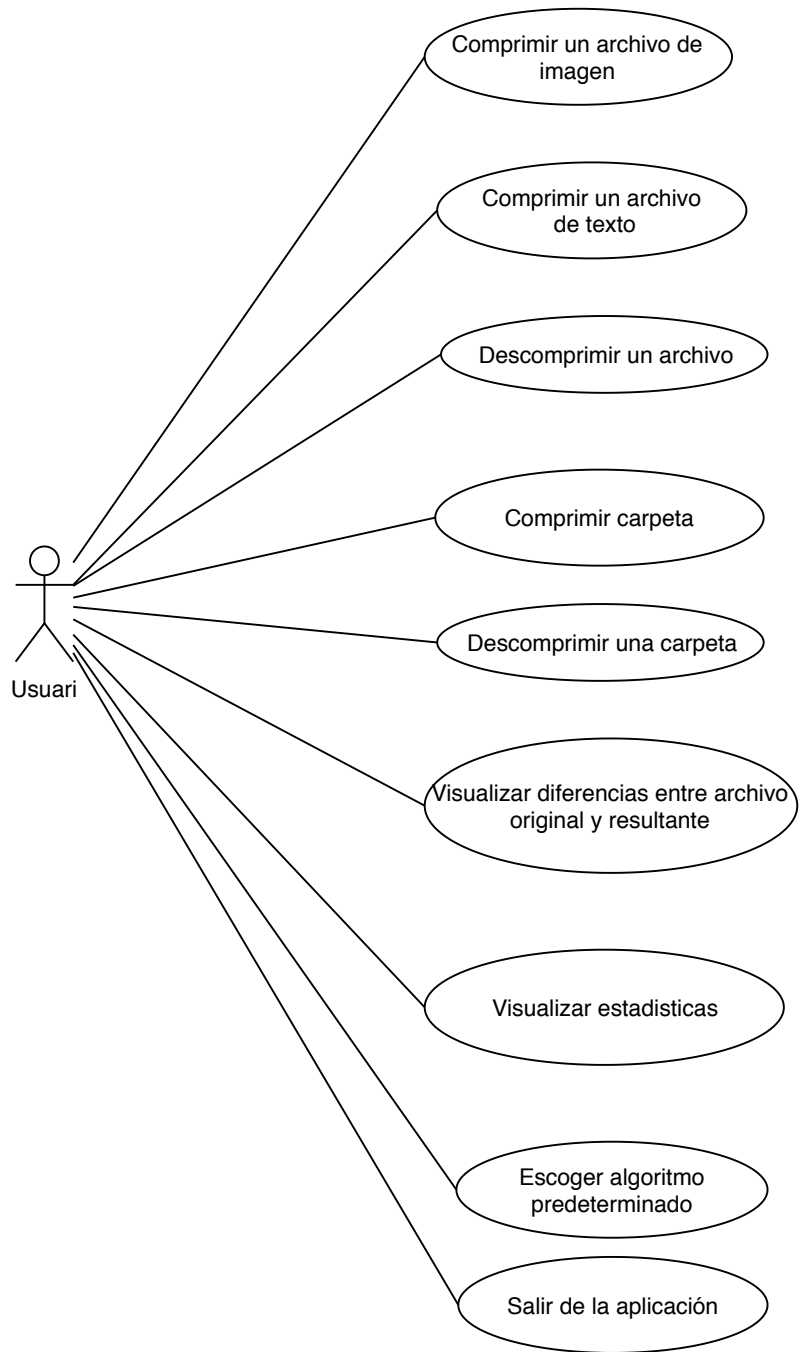 Comprimir un archivo de
imagen
Comprimir un archivo
de texto
Descomprimir un archivo
Comprimir carpeta
Descomprimir una carpeta
Usuari
Visualizar diferencias entre archivo
original y resultante
Visualizar estadisticas
Escoger algoritmo
predeterminado
Salir de la aplicación